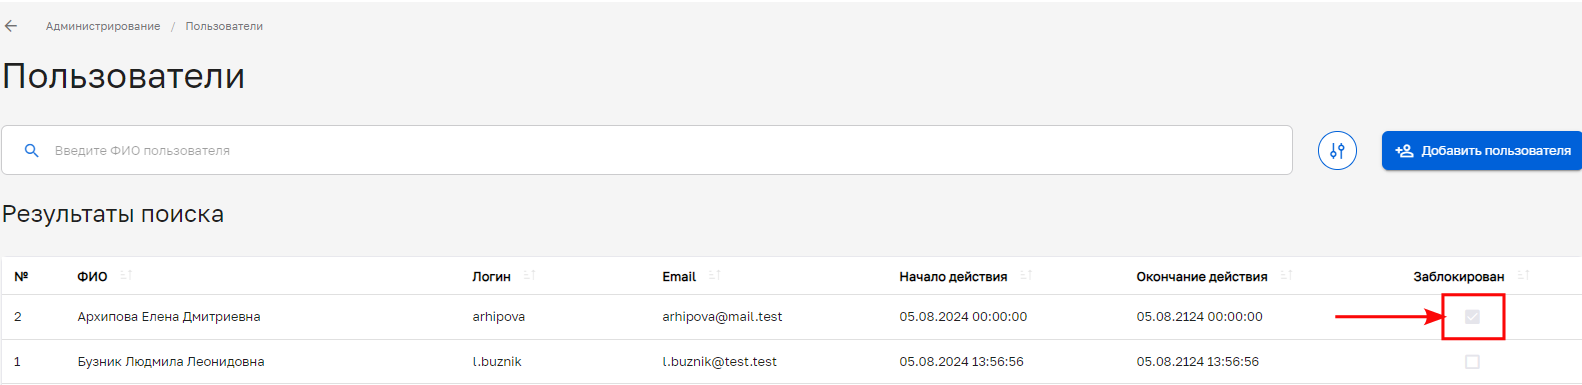 Администрирование / Пользователи
Пользователи
Введите ФИО пользователя
Добавить пользователя
Результаты поиска
№ ФИО Логин Email Начало действия Окончание действия Заблокирован
2 Архипова Елена Дмитриевна arhipova arhipova@mail.test 05.08.2024 00:00:00 05.08.2124 00:00:00
1 Бузник Людмила Леонидовна l.buznik l.buznik@test.test 05.08.2024 13:56:56 05.08.2124 13:56:56